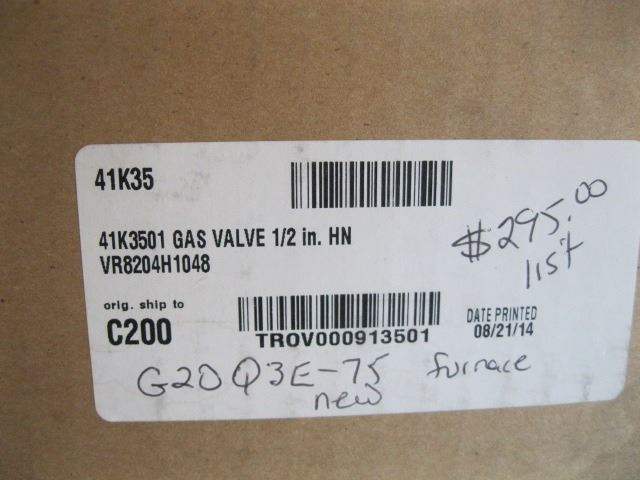 41K35
41K3501 GAS VALVE 1/2 in. HN
VR8204H1048
$295.00
list
orig. ship to
C200
TROV000913501
DATE PRINTED
08/21/14
G20Q3E-75 furnace
new